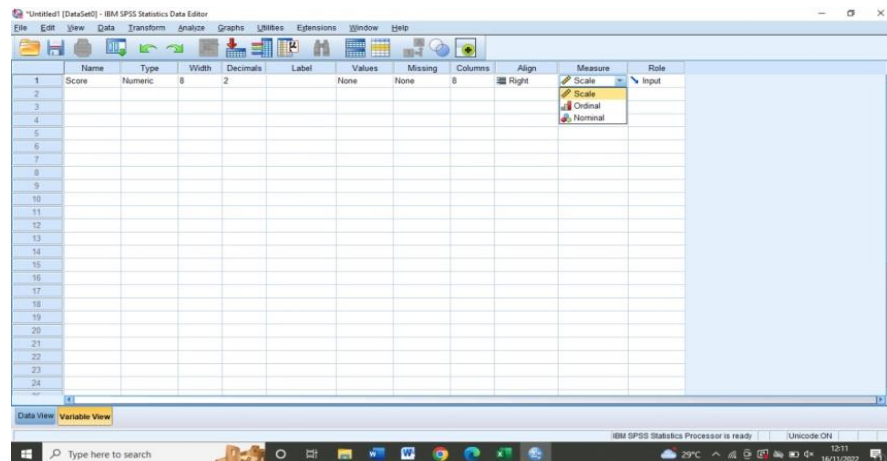 *Untitled1 [DataSet0] - IBM SPSS Statistics Data Editor
File Edit View Data Transform Analyze Graphs Utilities Extensions Window Help
Name Type Width Decimals Label Values Missing Columns Align Measure Role
1 Score Numeric 8 2 None None 8 Right Scale Input
2 Scale
3 Ordinal
4 Nominal
5
6
7
8
9
10
11
12
13
14
15
16
17
18
19
20
21
22
23
24
Data View Variable View
IBM SPSS Statistics Processor is ready Unicode:ON
Type here to search 29°C 12:11
16/11/2022